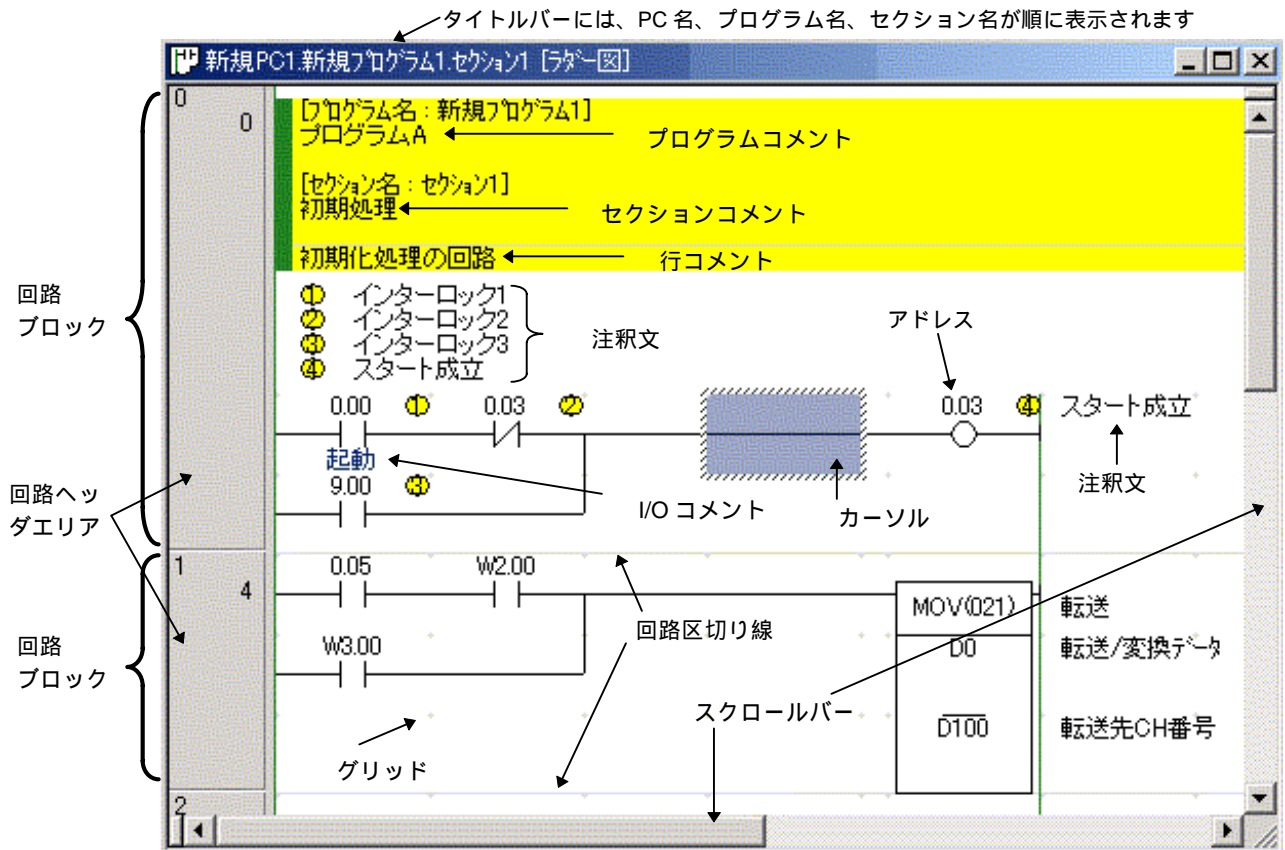 タイトルバーには、PC 名、プログラム名、セクション名が順に表示されます
新規PC1.新規プログラム1.セクション1 [ラダー図]
0
0
[プログラム名 : 新規プログラム1]
プログラムA
プログラムコメント
[セクション名 : セクション1]
初期処理
セクションコメント
初期化処理の回路
行コメント
回路
ブロック
① インターロック1
② インターロック2
③ インターロック3
④ スタート成立
注釈文
アドレス
0.00 ① 0.03 ② 0.03 ④ スタート成立
起動
注釈文
9.00 ③
I/O コメント
カーソル
回路ヘッ
ダエリア
1
4
0.05 W2.00
MOV(021) 転送
回路区切り線
W3.00
D0 転送/変換データ
回路
ブロック
スクロールバー
D100 転送先CH番号
グリッド
2